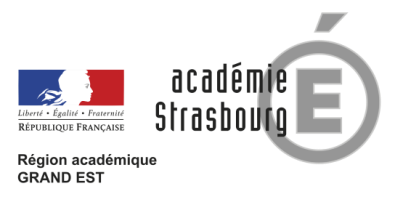 académie
Strasbourg
É
Liberté • Égalité • Fraternité
RÉPUBLIQUE FRANÇAISE
Région académique
GRAND EST